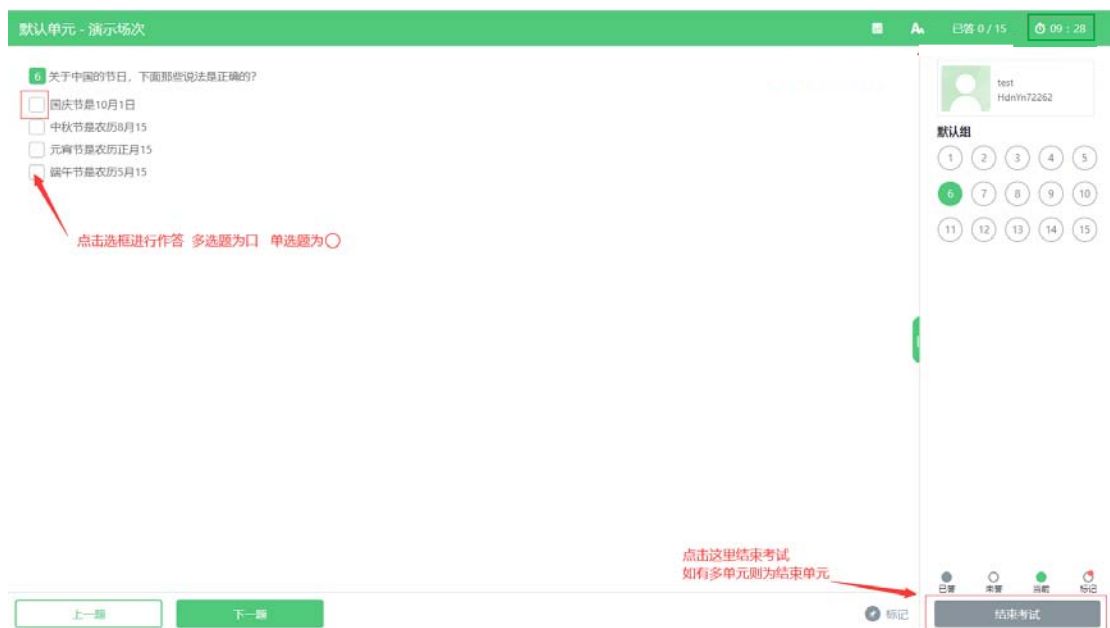 默认单元 - 演示场次
已答 0 / 15
09 : 28
6 关于中国的节日，下面那些说法是正确的?
国庆节是10月1日
中秋节是农历8月15
元宵节是农历正月15
端午节是农历5月15
点击选框进行作答 多选题为口 单选题为〇
test
HdnYn72262
默认组
1 2 3 4 5
6 7 8 9 10
11 12 13 14 15
点击这里结束考试
如有多单元则为结束单元
已答 未答 当前 标记
上一题 下一题 标记 结束考试